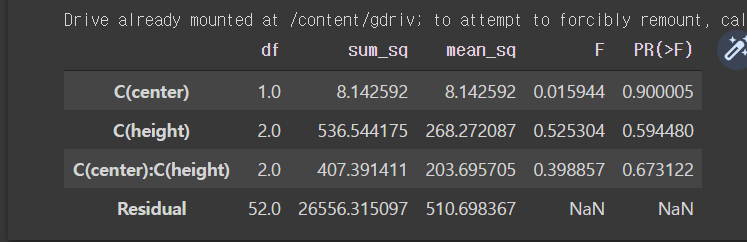 Drive already mounted at /content/gdriv; to attempt to forcibly remount, cal
df sum_sq mean_sq F PR(>F)
C(center) 1.0 8.142592 8.142592 0.015944 0.900005
C(height) 2.0 536.544175 268.272087 0.525304 0.594480
C(center):C(height) 2.0 407.391411 203.695705 0.398857 0.673122
Residual 52.0 26556.315097 510.698367 NaN NaN